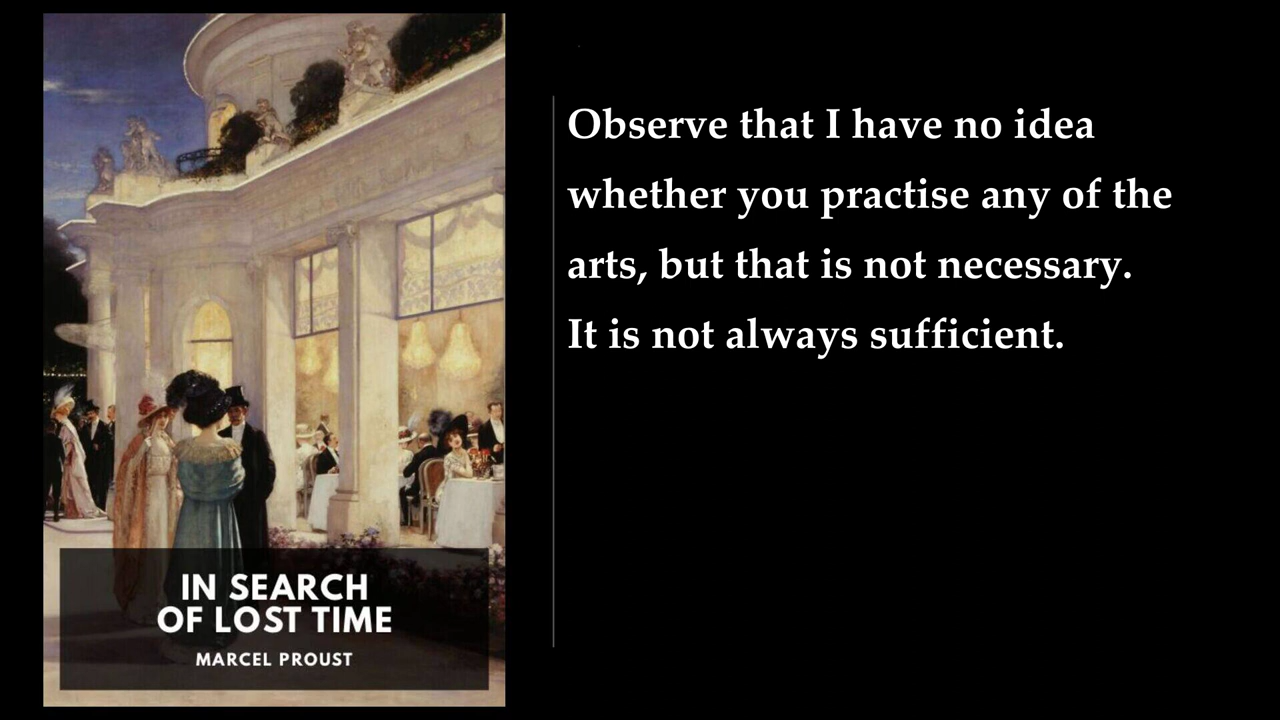 IN SEARCH
OF LOST TIME
MARCEL PROUST
Observe that I have no idea
whether you practise any of the
arts, but that is not necessary.
It is not always sufficient.